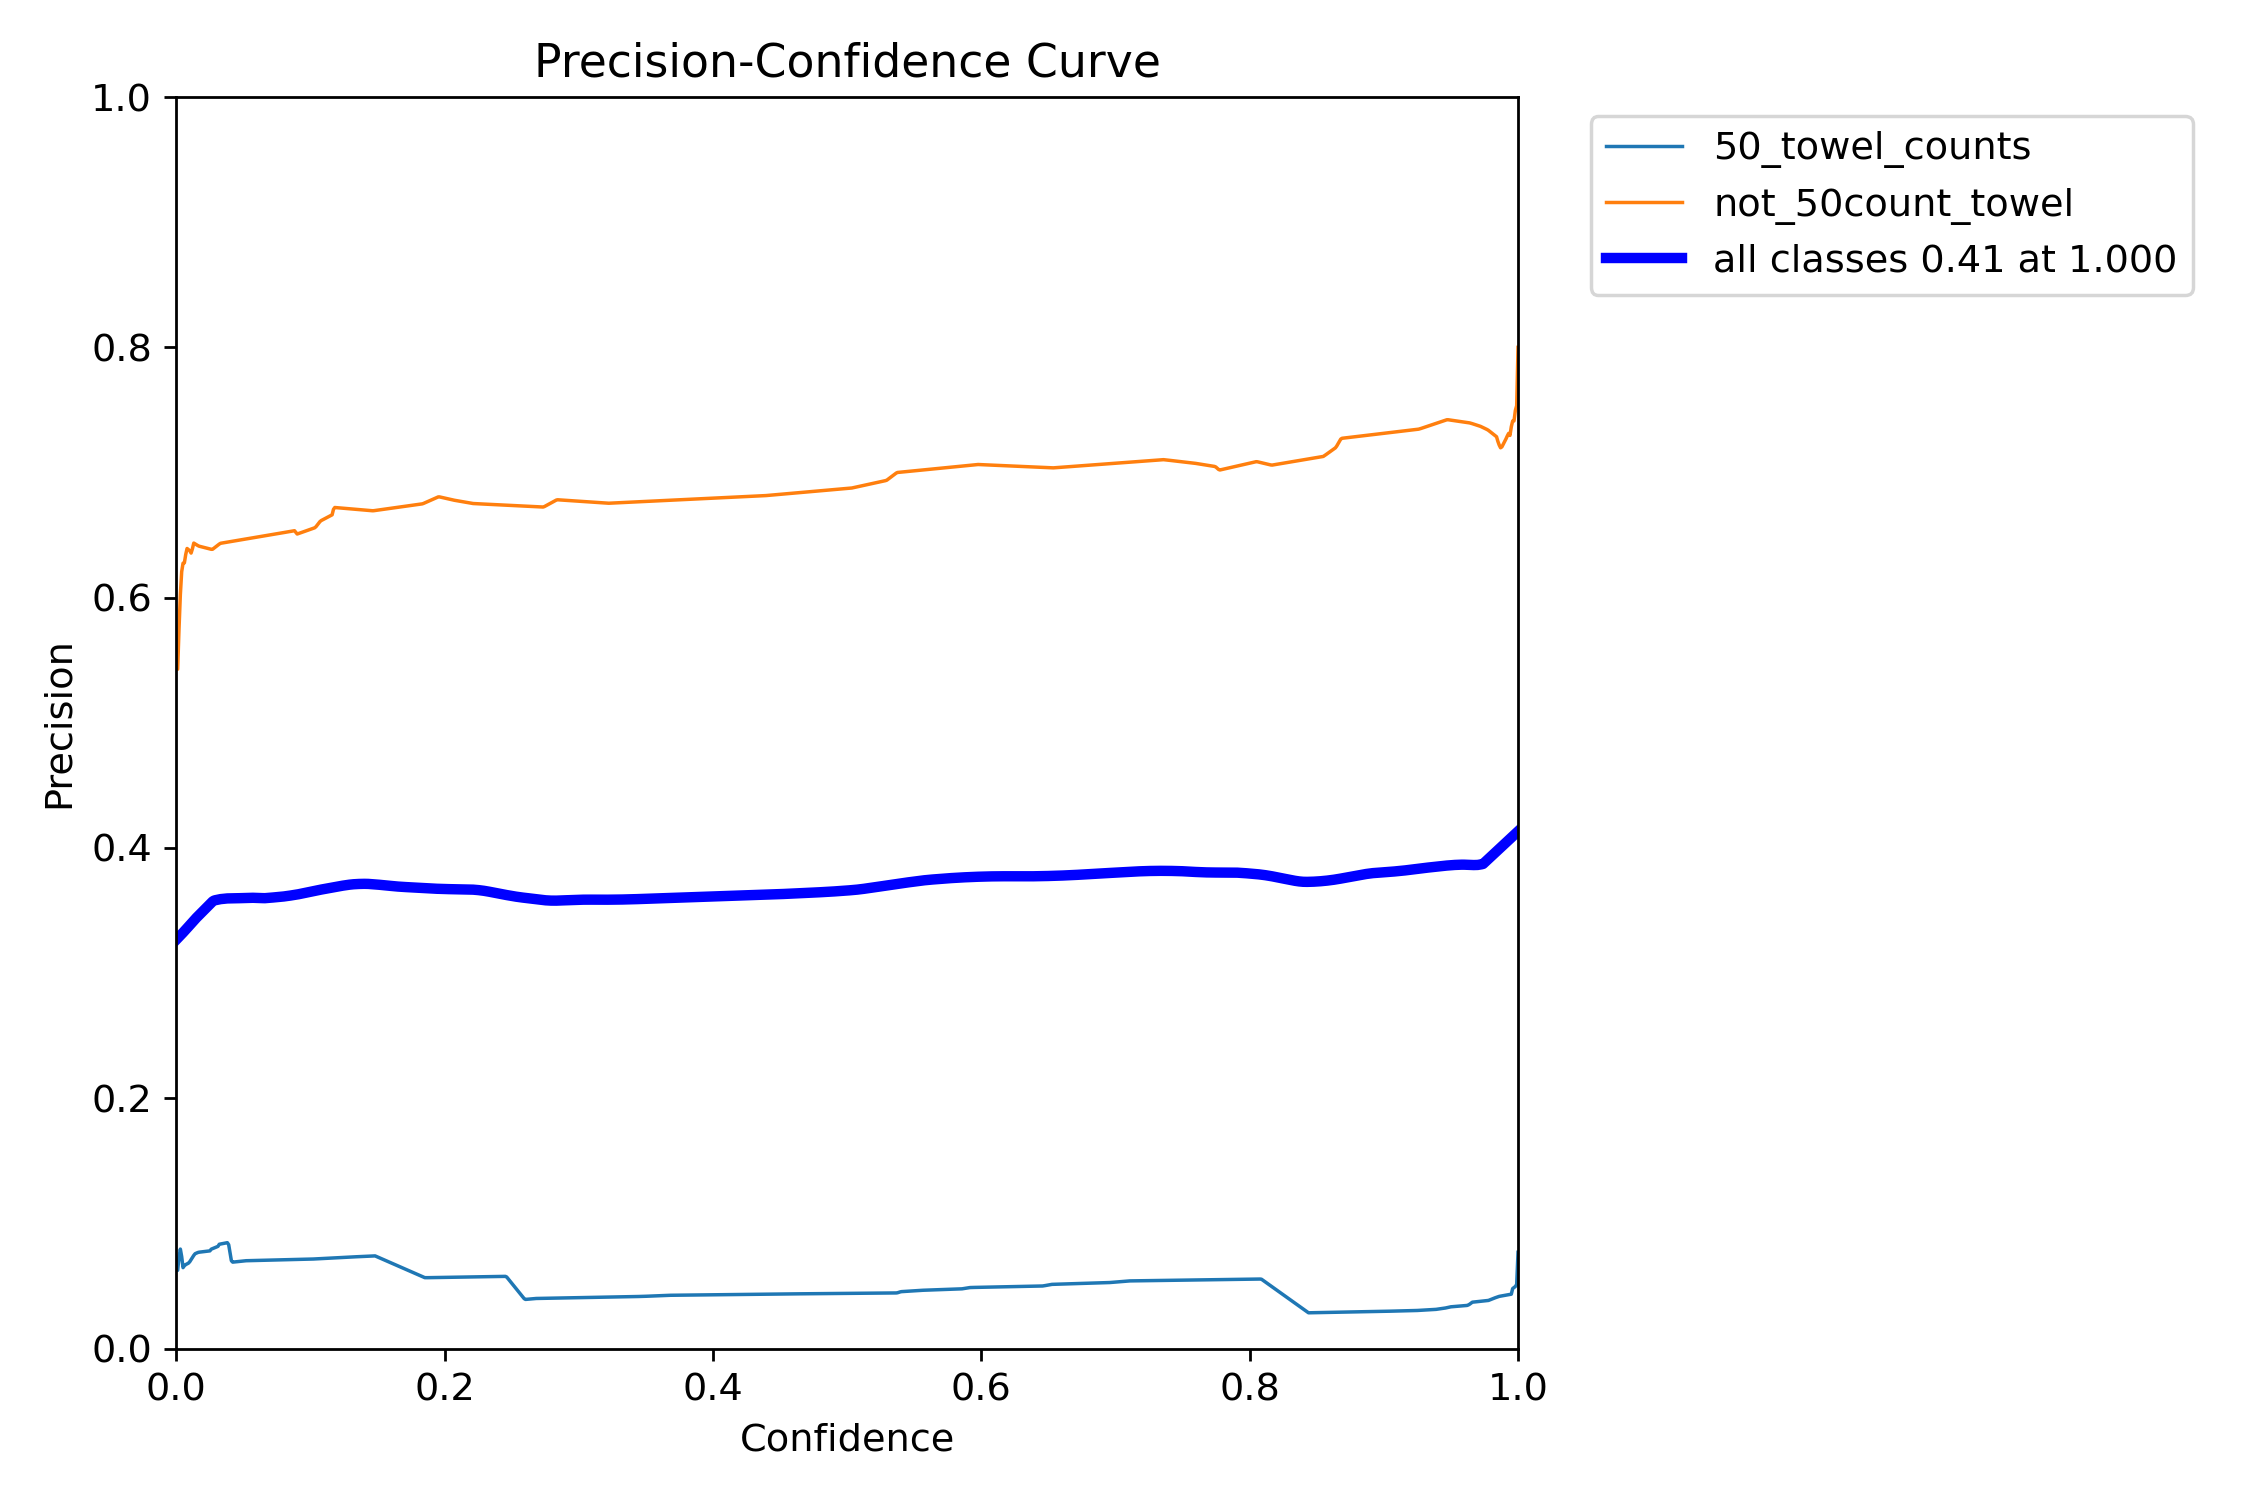 Precision-Confidence Curve
1.0
0.8
0.6
0.4
0.2
0.0
Precision
0.0 0.2 0.4 0.6 0.8 1.0
Confidence
50_towel_counts
not_50count_towel
all classes 0.41 at 1.000